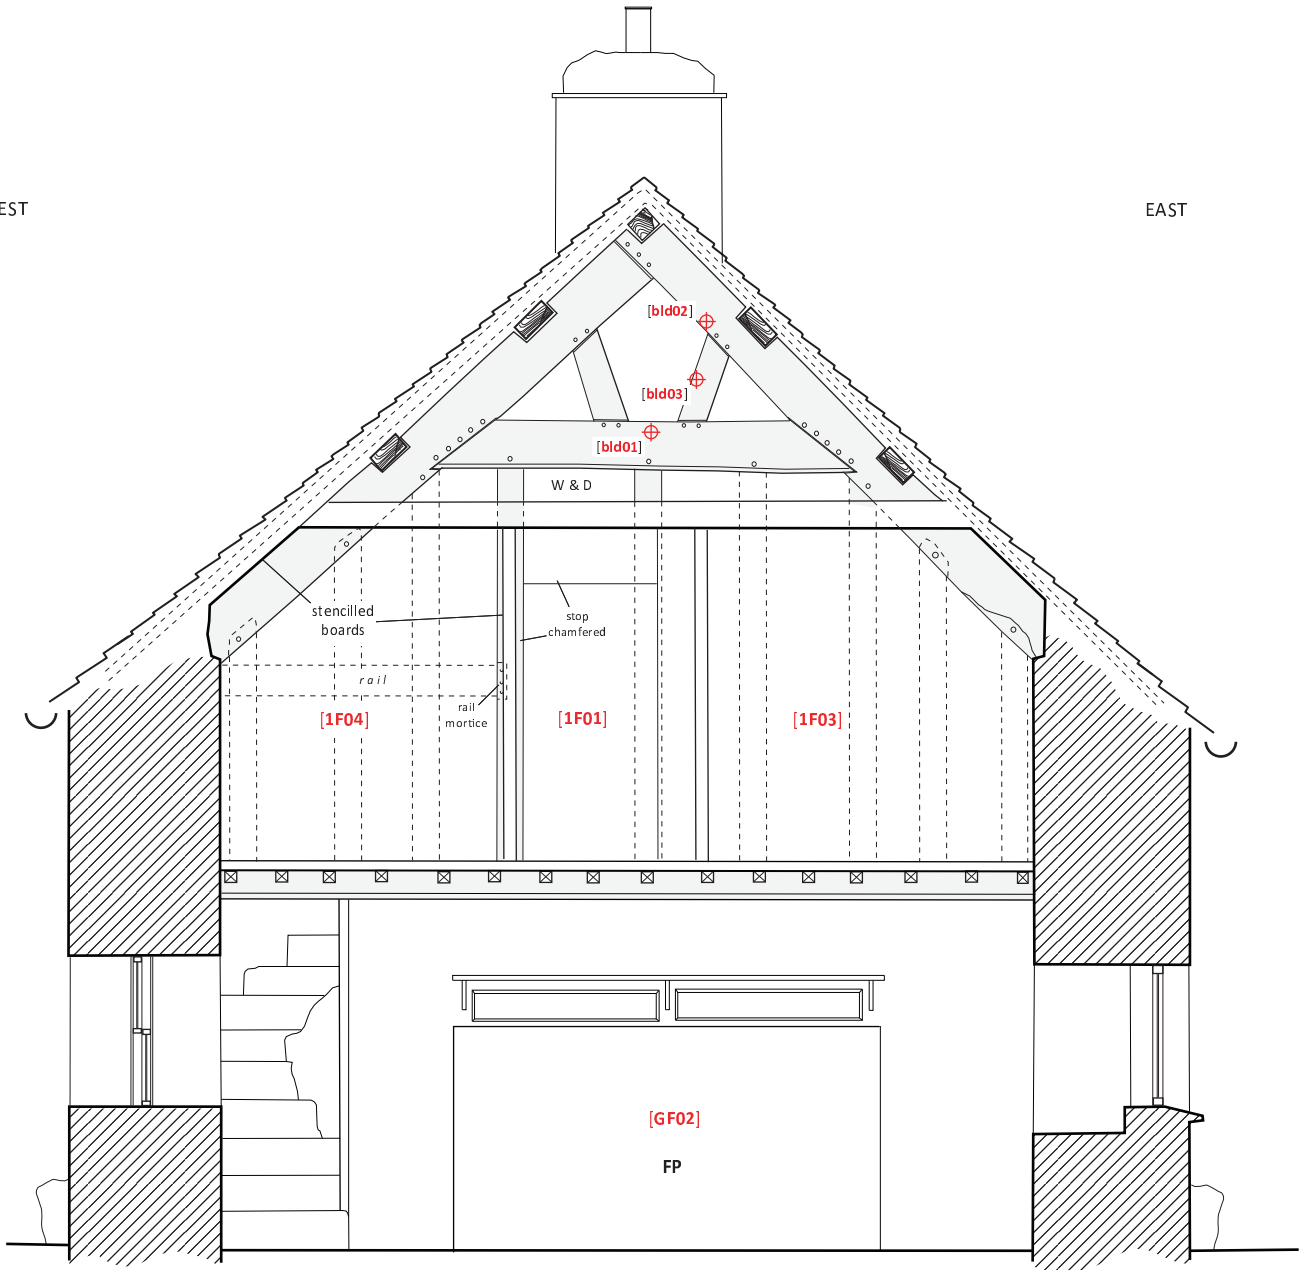 EST
EAST
[bld02]
[bld03]
[bld01]
W & D
stencilled
boards
stop
chamfered
rail
rail
mortice
[1F04]
[1F01]
[1F03]
[GF02]
FP